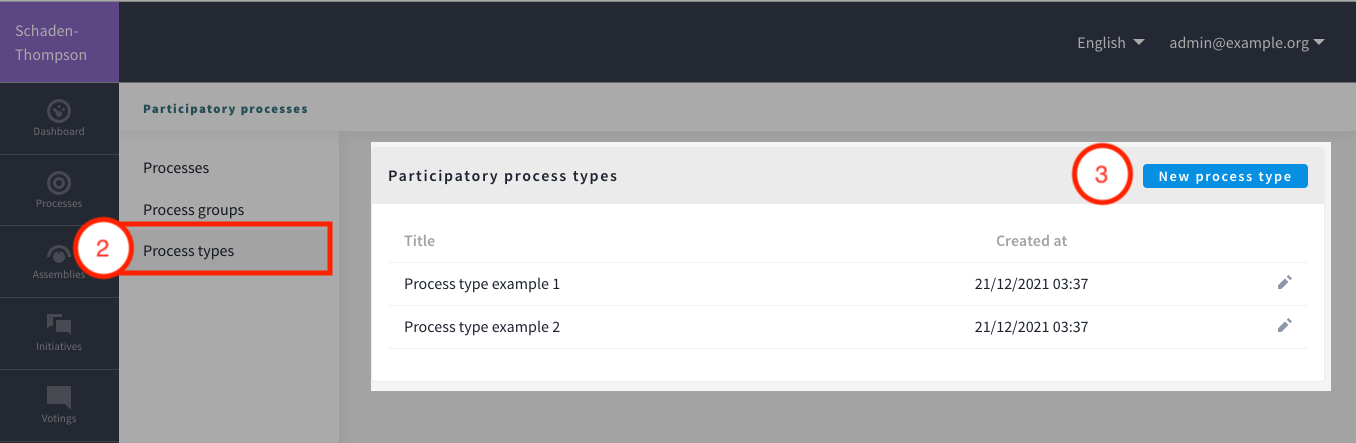 Schaden-
Thompson
English
admin@example.org
Dashboard
Processes
Assemblies
Initiatives
Votings
Participatory processes
Processes
Process groups
2
Process types
Participatory process types
3
New process type
Title Created at
Process type example 1 21/12/2021 03:37
Process type example 2 21/12/2021 03:37